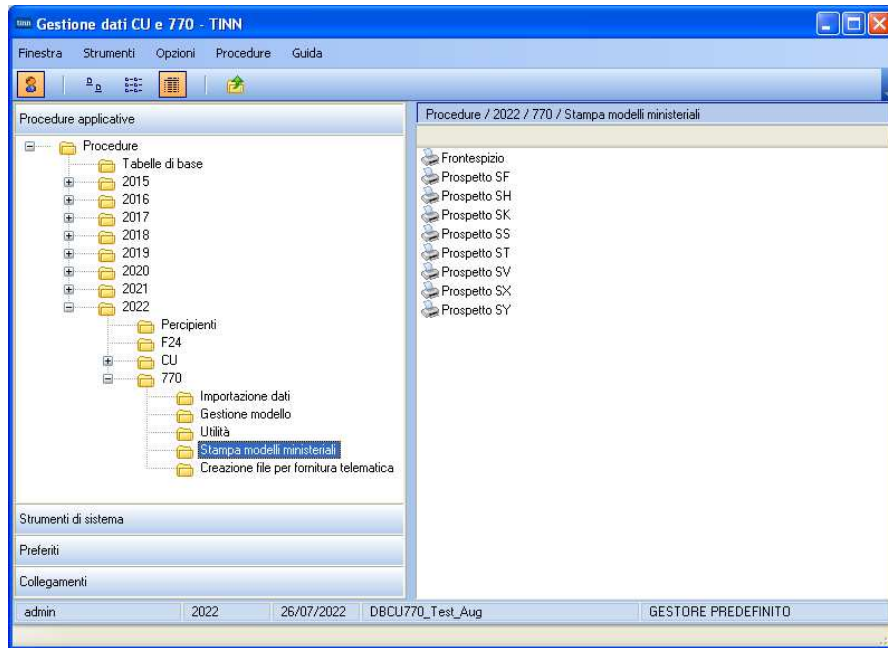 tinn Gestione dati CU e 770 - TINN
Finestra Strumenti Opzioni Procedure Guida
Procedure applicative
Procedure / 2022 / 770 / Stampa modelli ministeriali
Procedure
Tabelle di base
2015
2016
2017
2018
2019
2020
2021
2022
Percipienti
F24
CU
770
Importazione dati
Gestione modello
Utilità
Stampa modelli ministeriali
Creazione file per fornitura telematica
Frontespizio
Prospetto SF
Prospetto SH
Prospetto SK
Prospetto SS
Prospetto ST
Prospetto SV
Prospetto SX
Prospetto SY
Strumenti di sistema
Preferiti
Collegamenti
admin 2022 26/07/2022 DBCU770_Test_Aug GESTORE PREDEFINITO